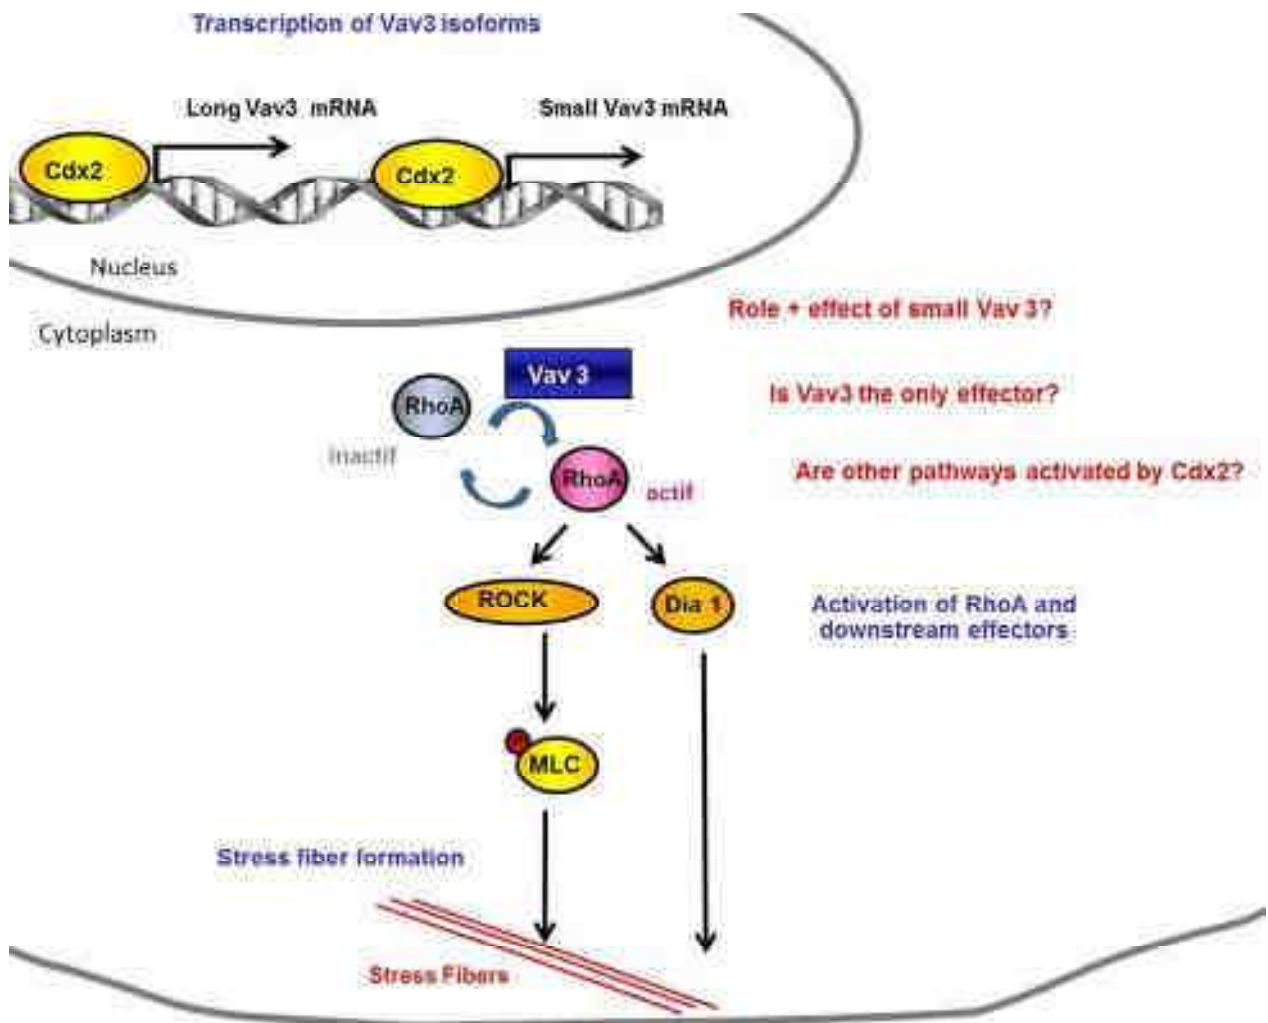 Transcription of Vav3 isoforms
Long Vav3 mRNA
Small Vav3 mRNA
Cdx2
Cdx2
Nucleus
Cytoplasm
Role + effect of small Vav 3?
Vav 3
RhoA
Is Vav3 the only effector?
inactif
RhoA
actif
Are other pathways activated by Cdx2?
ROCK
Dia 1
Activation of RhoA and
downstream effectors
MLC
Stress fiber formation
Stress Fibers